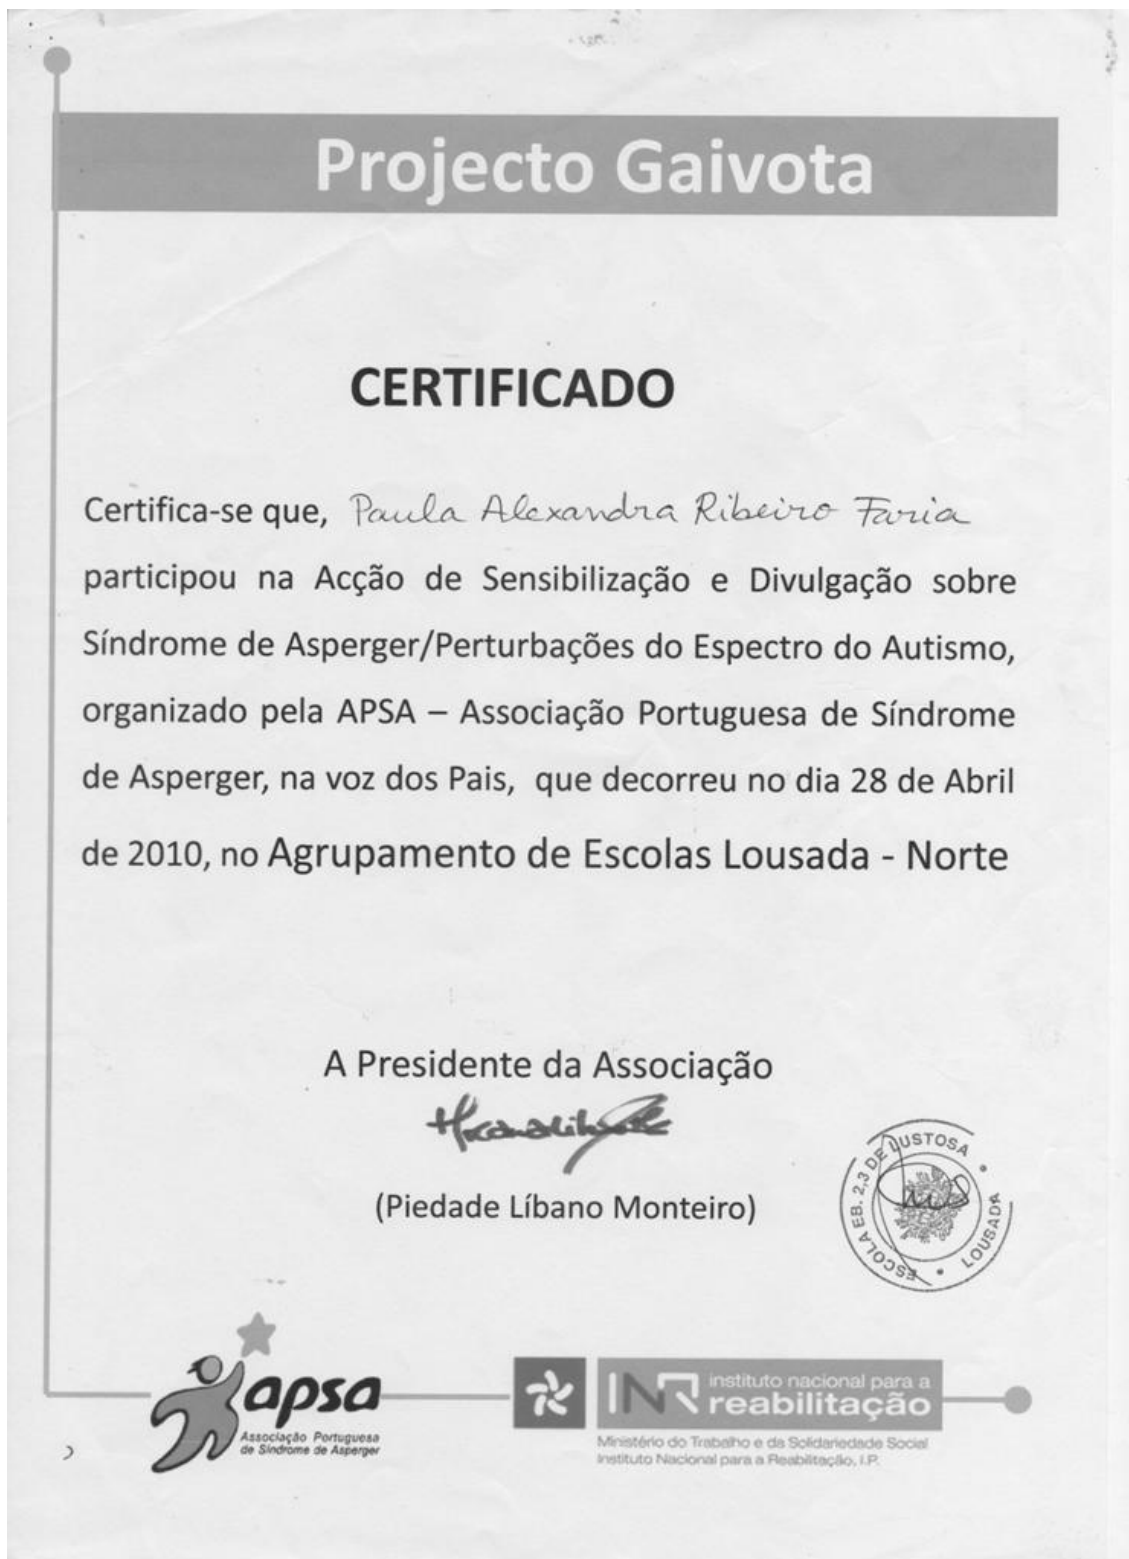 Projecto Gaivota
CERTIFICADO
Certifica-se que, Paula Alexandra Ribeiro Faria
participou na Acção de Sensibilização e Divulgação sobre
Síndrome de Asperger/Perturbações do Espectro do Autismo,
organizado pela APSA – Associação Portuguesa de Síndrome
de Asperger, na voz dos Pais, que decorreu no dia 28 de Abril
de 2010, no Agrupamento de Escolas Lousada - Norte
A Presidente da Associação
(Piedade Líbano Monteiro)
ESCOLA EB. 2,3 DE LUSTOSA • LOUSADA •
apsa
Associação Portuguesa
de Síndrome de Asperger
INR instituto nacional para a
reabilitação
Ministério do Trabalho e da Solidariedade Social
Instituto Nacional para a Reabilitação, I.P.